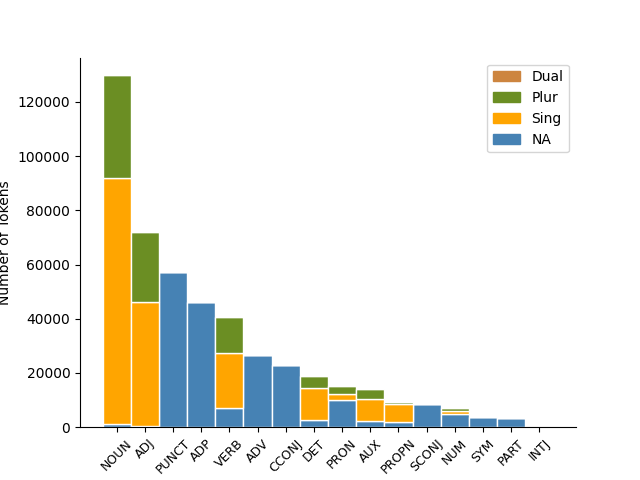 Dual
Plur
Sing
NA
120000
100000
80000
60000
40000
20000
0
Number of Tokens
NOUN ADJ PUNCT ADP VERB ADV CCONJ DET PRON AUX PROPN SCONJ NUM SYM PART INTJ